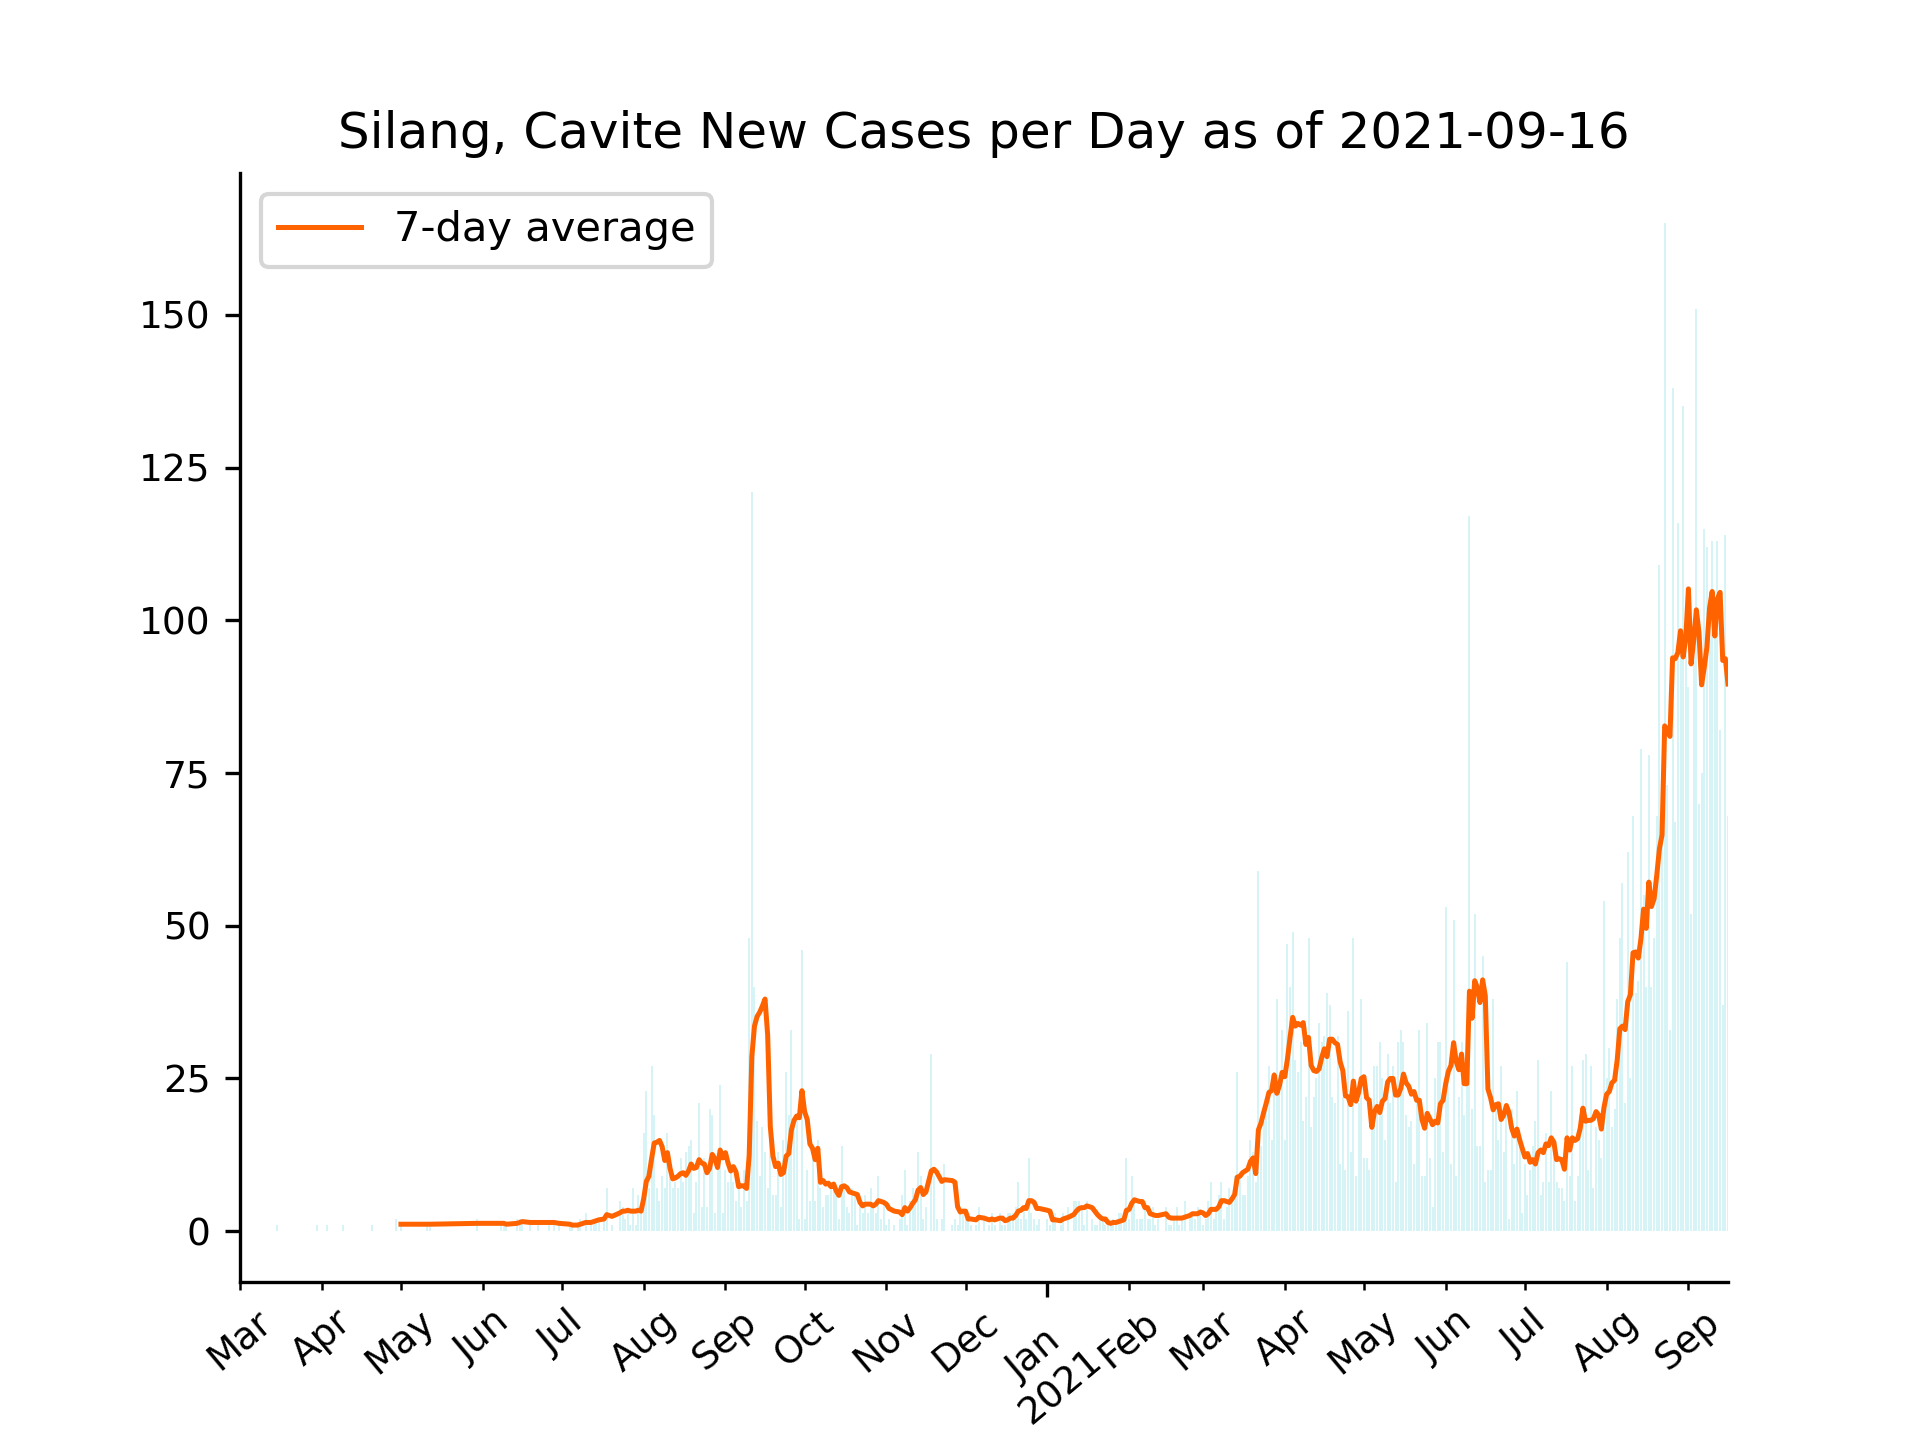 Silang, Cavite New Cases per Day as of 2021-09-16
7-day average
150
125
100
75
50
25
0
Mar Apr May Jun Jul Aug Sep Oct Nov Dec Jan Feb Mar Apr May Jun Jul Aug Sep
2021